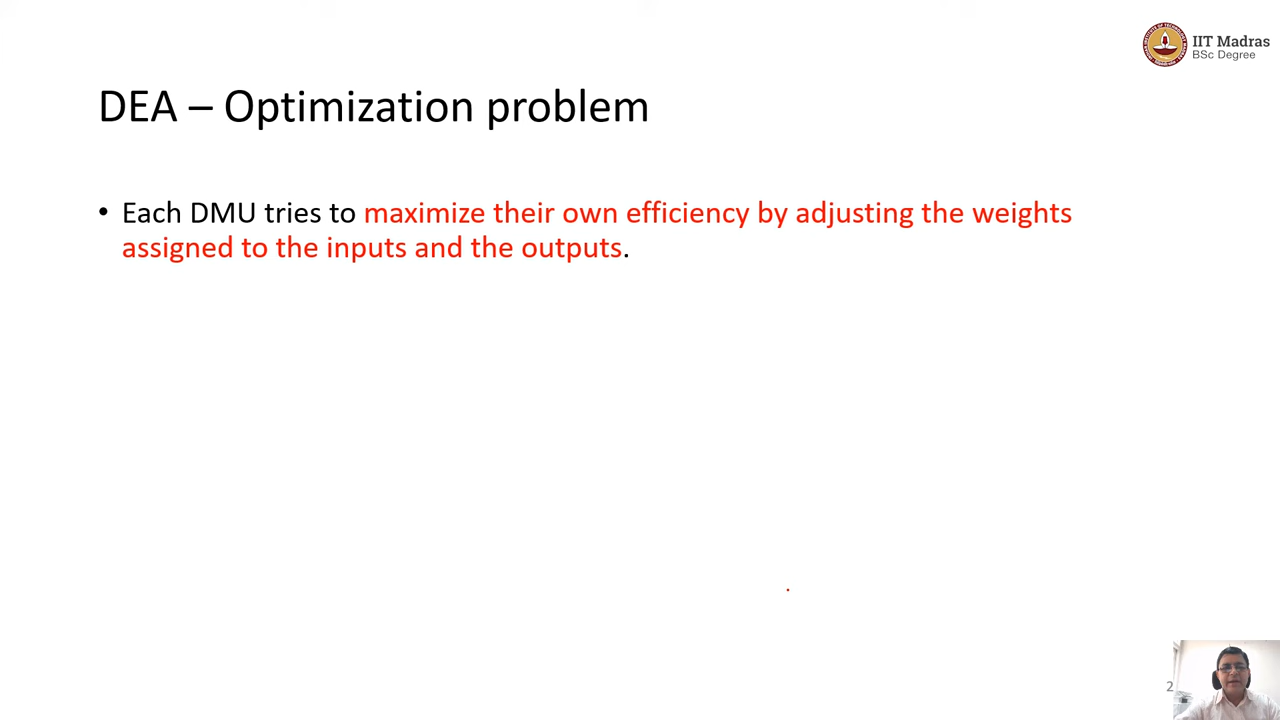 IIT Madras
BSc Degree
DEA – Optimization problem
• Each DMU tries to maximize their own efficiency by adjusting the weights
assigned to the inputs and the outputs.
2